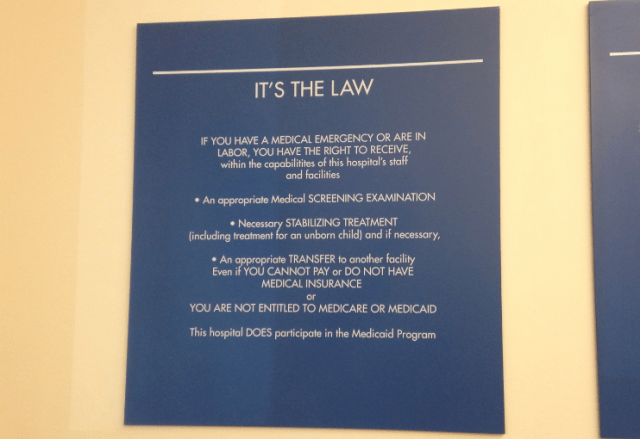 IT'S THE LAW
IF YOU HAVE A MEDICAL EMERGENCY OR ARE IN
LABOR, YOU HAVE THE RIGHT TO RECEIVE,
within the capabilitites of this hospital's staff
and facilities
• An appropriate Medical SCREENING EXAMINATION
• Necessary STABILIZING TREATMENT
(including treatment for an unborn child) and if necessary,
• An appropriate TRANSFER to another facility
Even if YOU CANNOT PAY or DO NOT HAVE
MEDICAL INSURANCE
or
YOU ARE NOT ENTITLED TO MEDICARE OR MEDICAID
This hospital DOES participate in the Medicaid Program